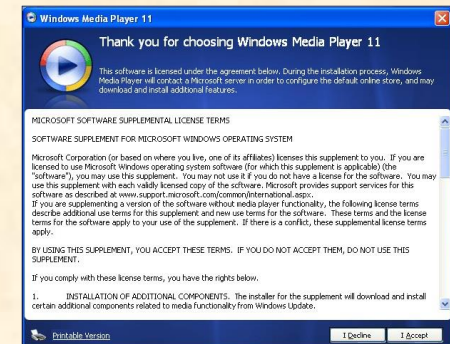 Windows Media Player 11
Thank you for choosing Windows Media Player 11
This software is licensed under the agreement below. During the installation process, Windows
Media Player will contact a Microsoft server in order to configure the default online store, and may
download and install additional features.
MICROSOFT SOFTWARE SUPPLEMENTAL LICENSE TERMS
SOFTWARE SUPPLEMENT FOR MICROSOFT WINDOWS OPERATING SYSTEM
Microsoft Corporation (or based on where you live, one of its affiliates) licenses this supplement to you. If you are
licensed to use Microsoft Windows operating system software (for which this supplement is applicable) (the
"software"), you may use this supplement. You may not use it if you do not have a license for the software. You may
use this supplement with each validly licensed copy of the software. Microsoft provides support services for this
software as described at www.support.microsoft.com/common/international.aspx.
If you are supplementing a version of the software without media player functionality, the following license terms
describe additional use terms for this supplement and new use terms for the software. These terms and the license
terms for the software apply to your use of the supplement. If there is a conflict, these supplemental license terms
apply.
BY USING THIS SUPPLEMENT, YOU ACCEPT THESE TERMS. IF YOU DO NOT ACCEPT THEM, DO NOT USE THIS
SUPPLEMENT.
If you comply with these license terms, you have the rights below.
1. INSTALLATION OF ADDITIONAL COMPONENTS. The installer for the supplement will download and install
certain additional components related to media functionality from Windows Update.
Printable Version
I Decline
I Accept